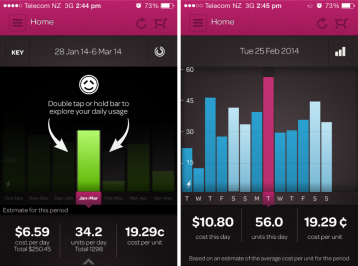 Telecom NZ 3G 2:44 pm 73%
Home
KEY 28 Jan 14-6 Mar 14
Double tap or hold bar to
explore your daily usage
Jan-Mar
Estimate for this period
$6.59 34.2 19.29c
cost per day units per day cost per unit
Total $250.45 Total 1298
Telecom NZ 3G 2:45 pm 73%
Home
Tue 25 Feb 2014
60
50
40
30
20
10
T W T F S S M T W T F S S M T W T F S S
$10.80 56.0 19.29 ¢
cost this day units this day cost per unit
Based on an estimate of the average cost per unit for the period